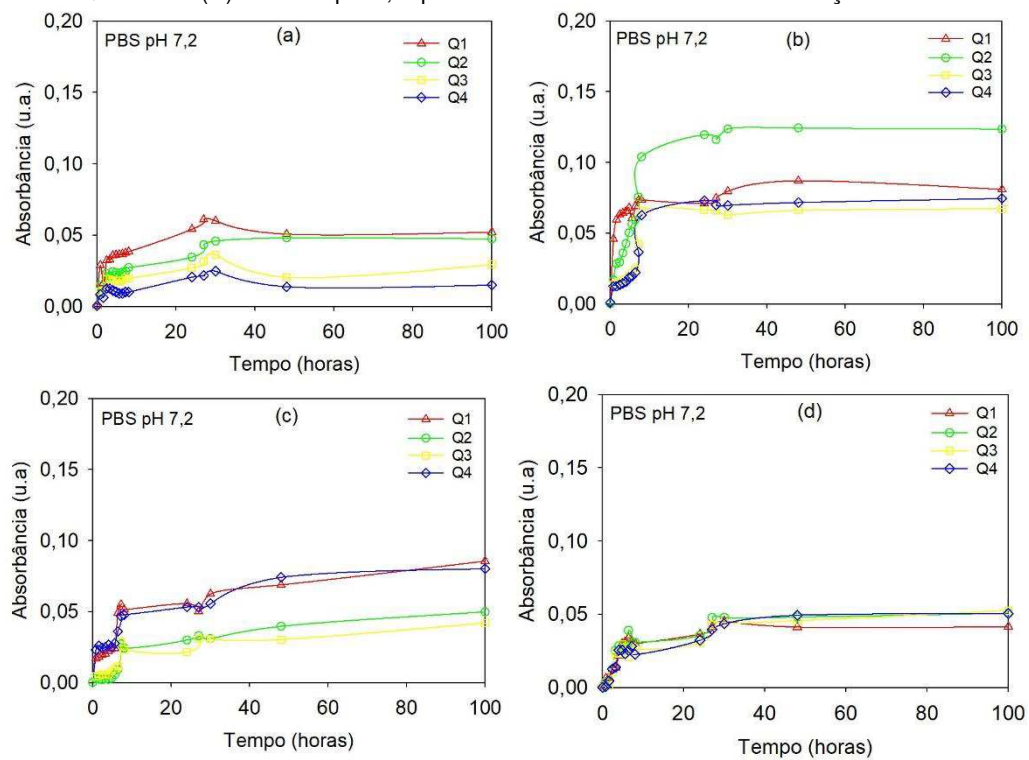 0,20
0,15
0,10
0,05
0,00
PBS pH 7,2
(a)
Q1
Q2
Q3
Q4
Absorbância (u.a.)
0 20 40 60 80 100
Tempo (horas)
0,20
0,15
0,10
0,05
0,00
PBS pH 7,2
(b)
Q1
Q2
Q3
Q4
Absorbância (u.a.)
0 20 40 60 80 100
Tempo (horas)
0,20
0,15
0,10
0,05
0,00
PBS pH 7,2
(c)
Q1
Q2
Q3
Q4
Absorbância (u.a)
0 20 40 60 80 100
Tempo (horas)
0,20
0,15
0,10
0,05
0,00
PBS pH 7,2
(d)
Q1
Q2
Q3
Q4
Absorbância (u.a)
0 20 40 60 80 100
Tempo (horas)